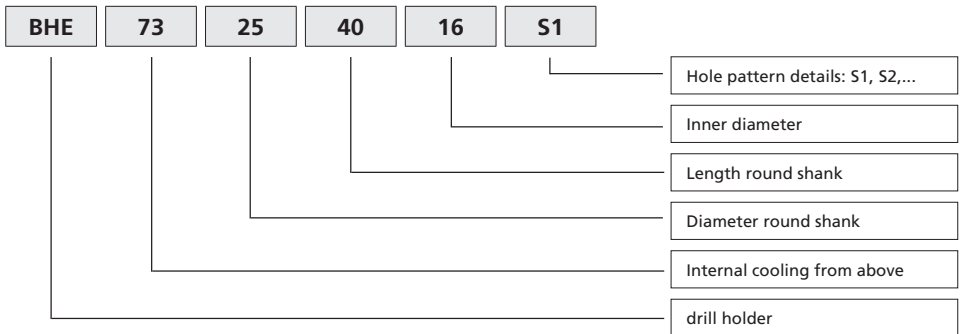 BHE 73 25 40 16 S1
Hole pattern details: S1, S2,...
Inner diameter
Length round shank
Diameter round shank
Internal cooling from above
drill holder